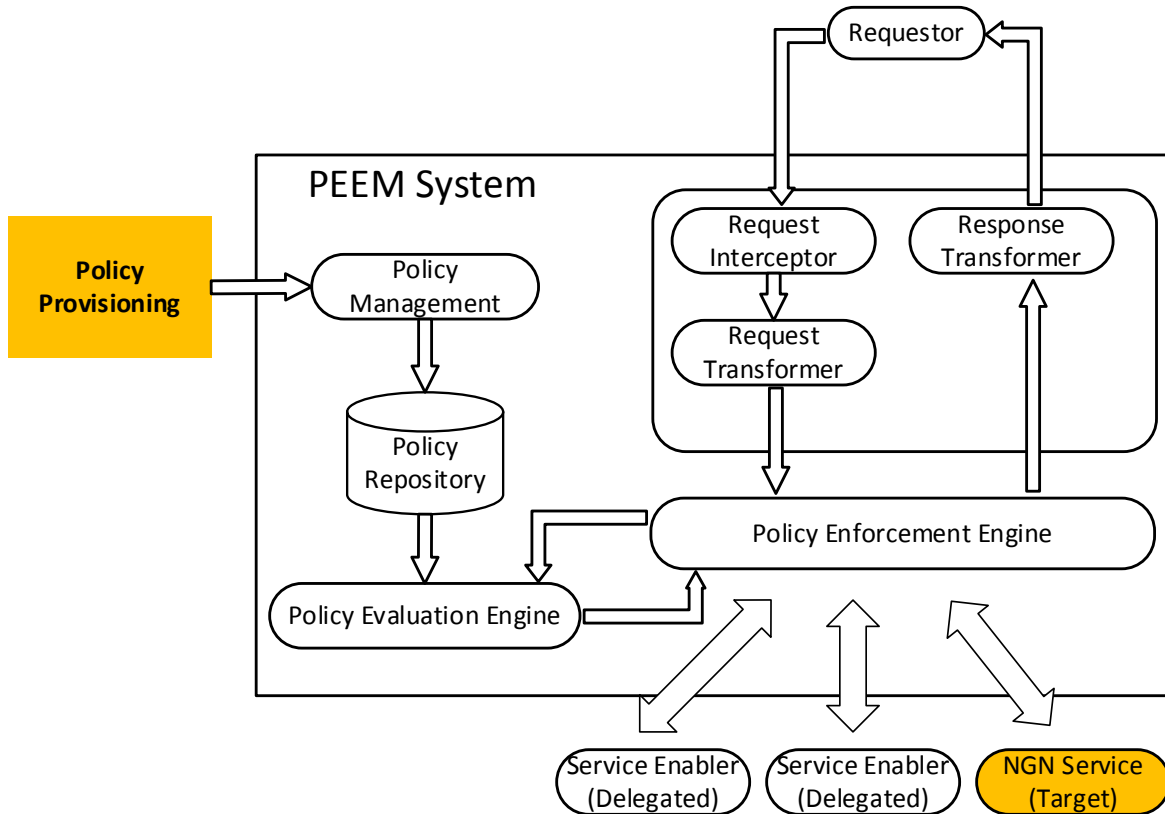 Requestor
PEEM System
Request
Interceptor
Response
Transformer
Policy
Provisioning
Policy
Management
Request
Transformer
Policy
Repository
Policy Enforcement Engine
Policy Evaluation Engine
Service Enabler
(Delegated)
Service Enabler
(Delegated)
NGN Service
(Target)